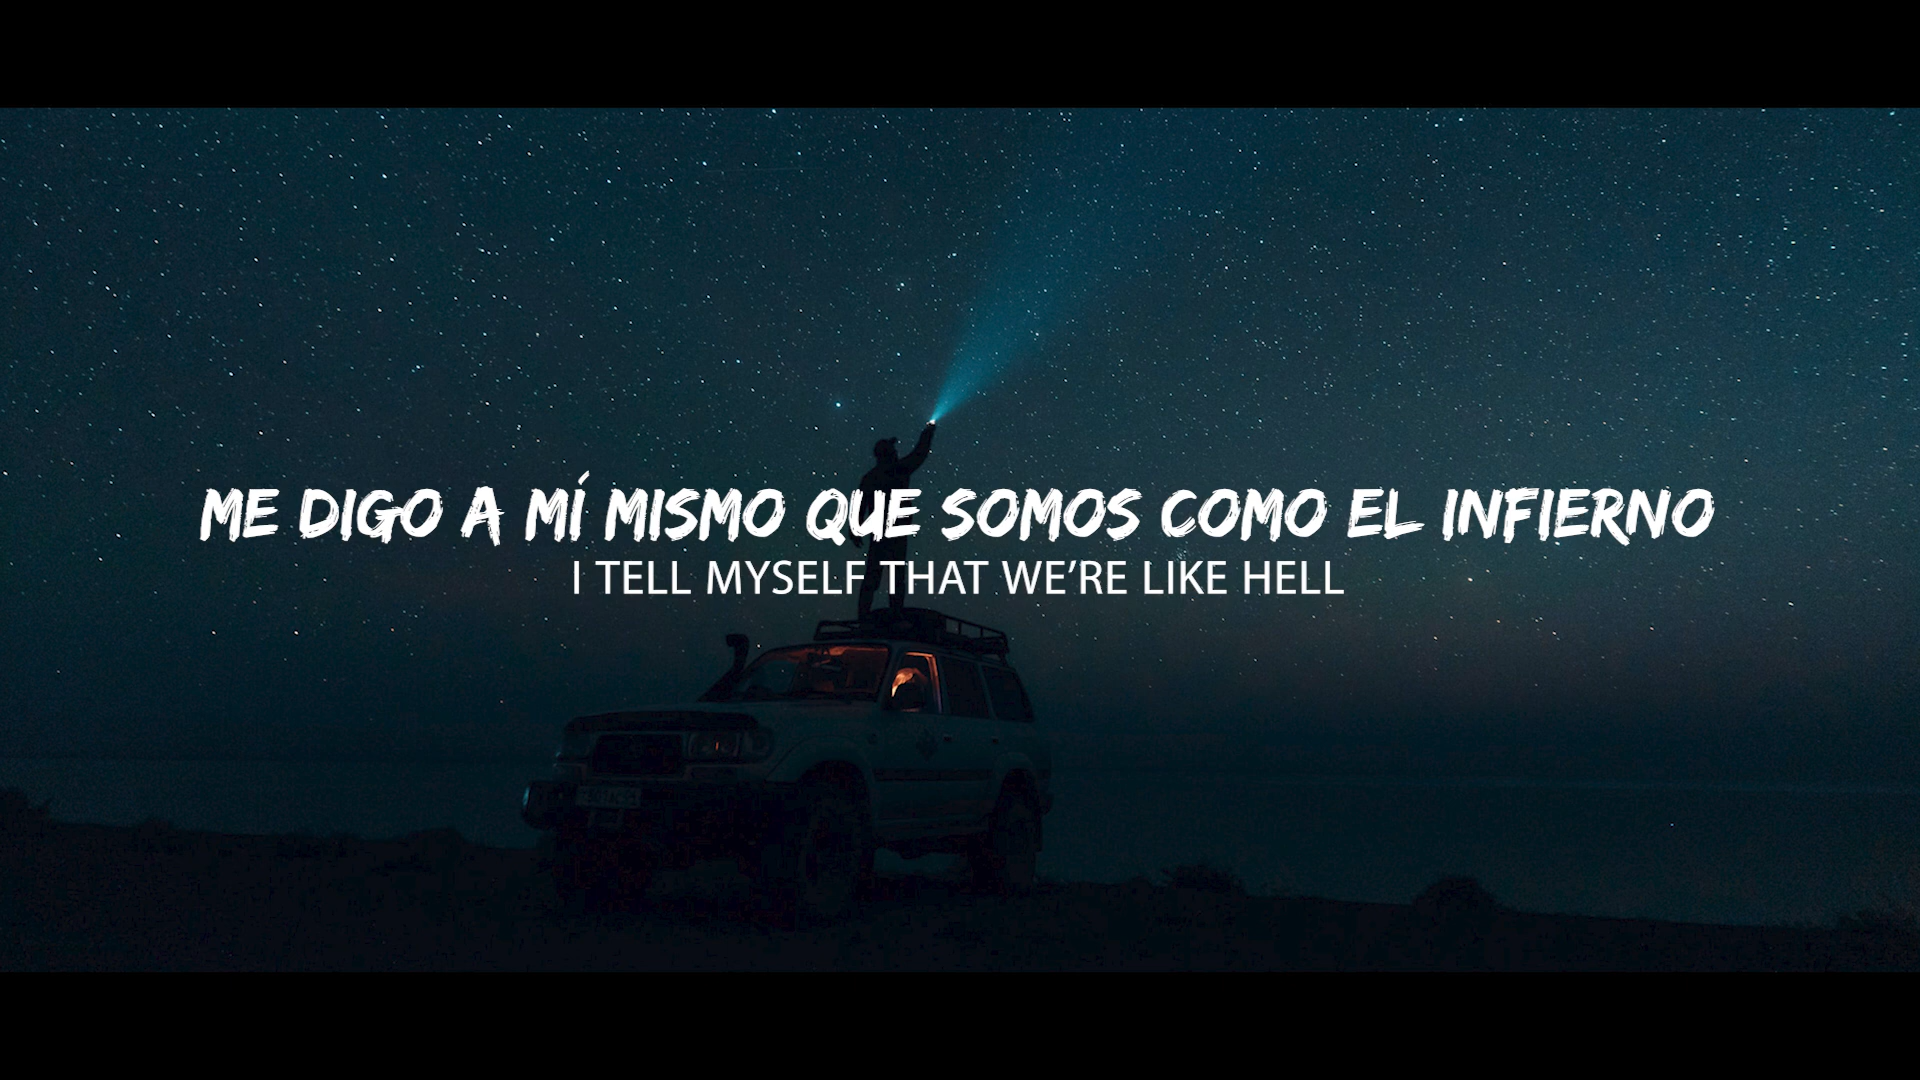 ME DIGO A MÍ MISMO QUE SOMOS COMO EL INFIERNO
I TELL MYSELF THAT WE’RE LIKE HELL